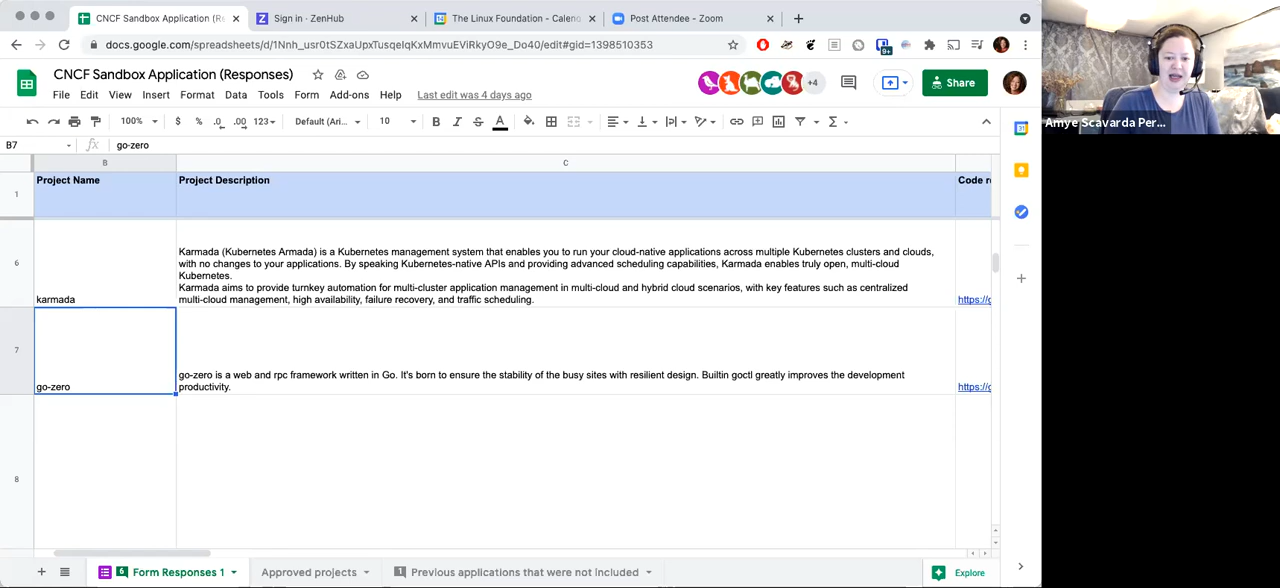 CNCF Sandbox Application (Re
Sign in · ZenHub
The Linux Foundation - Calend
Post Attendee - Zoom
docs.google.com/spreadsheets/d/1Nnh_usr0tSZxaUpxTusqeIqKxMmvuEViRkyO9e_Do40/edit#gid=1398510353
9+
CNCF Sandbox Application (Responses)
+4
Share
File Edit View Insert Format Data Tools Form Add-ons Help Last edit was 4 days ago
100% $ % .0 .00 123 Default (Ari... 10 B I S A
B7 fx go-zero
B C
1 Project Name Project Description Code r
Karmada (Kubernetes Armada) is a Kubernetes management system that enables you to run your cloud-native applications across multiple Kubernetes clusters and clouds,
with no changes to your applications. By speaking Kubernetes-native APIs and providing advanced scheduling capabilities, Karmada enables truly open, multi-cloud
Kubernetes.
Karmada aims to provide turnkey automation for multi-cluster application management in multi-cloud and hybrid cloud scenarios, with key features such as centralized
6 karmada multi-cloud management, high availability, failure recovery, and traffic scheduling. https://g
go-zero is a web and rpc framework written in Go. It's born to ensure the stability of the busy sites with resilient design. Builtin goctl greatly improves the development
7 go-zero productivity. https://g
8
6 Form Responses 1 Approved projects 1 Previous applications that were not included Explore
Amye Scavarda Per...